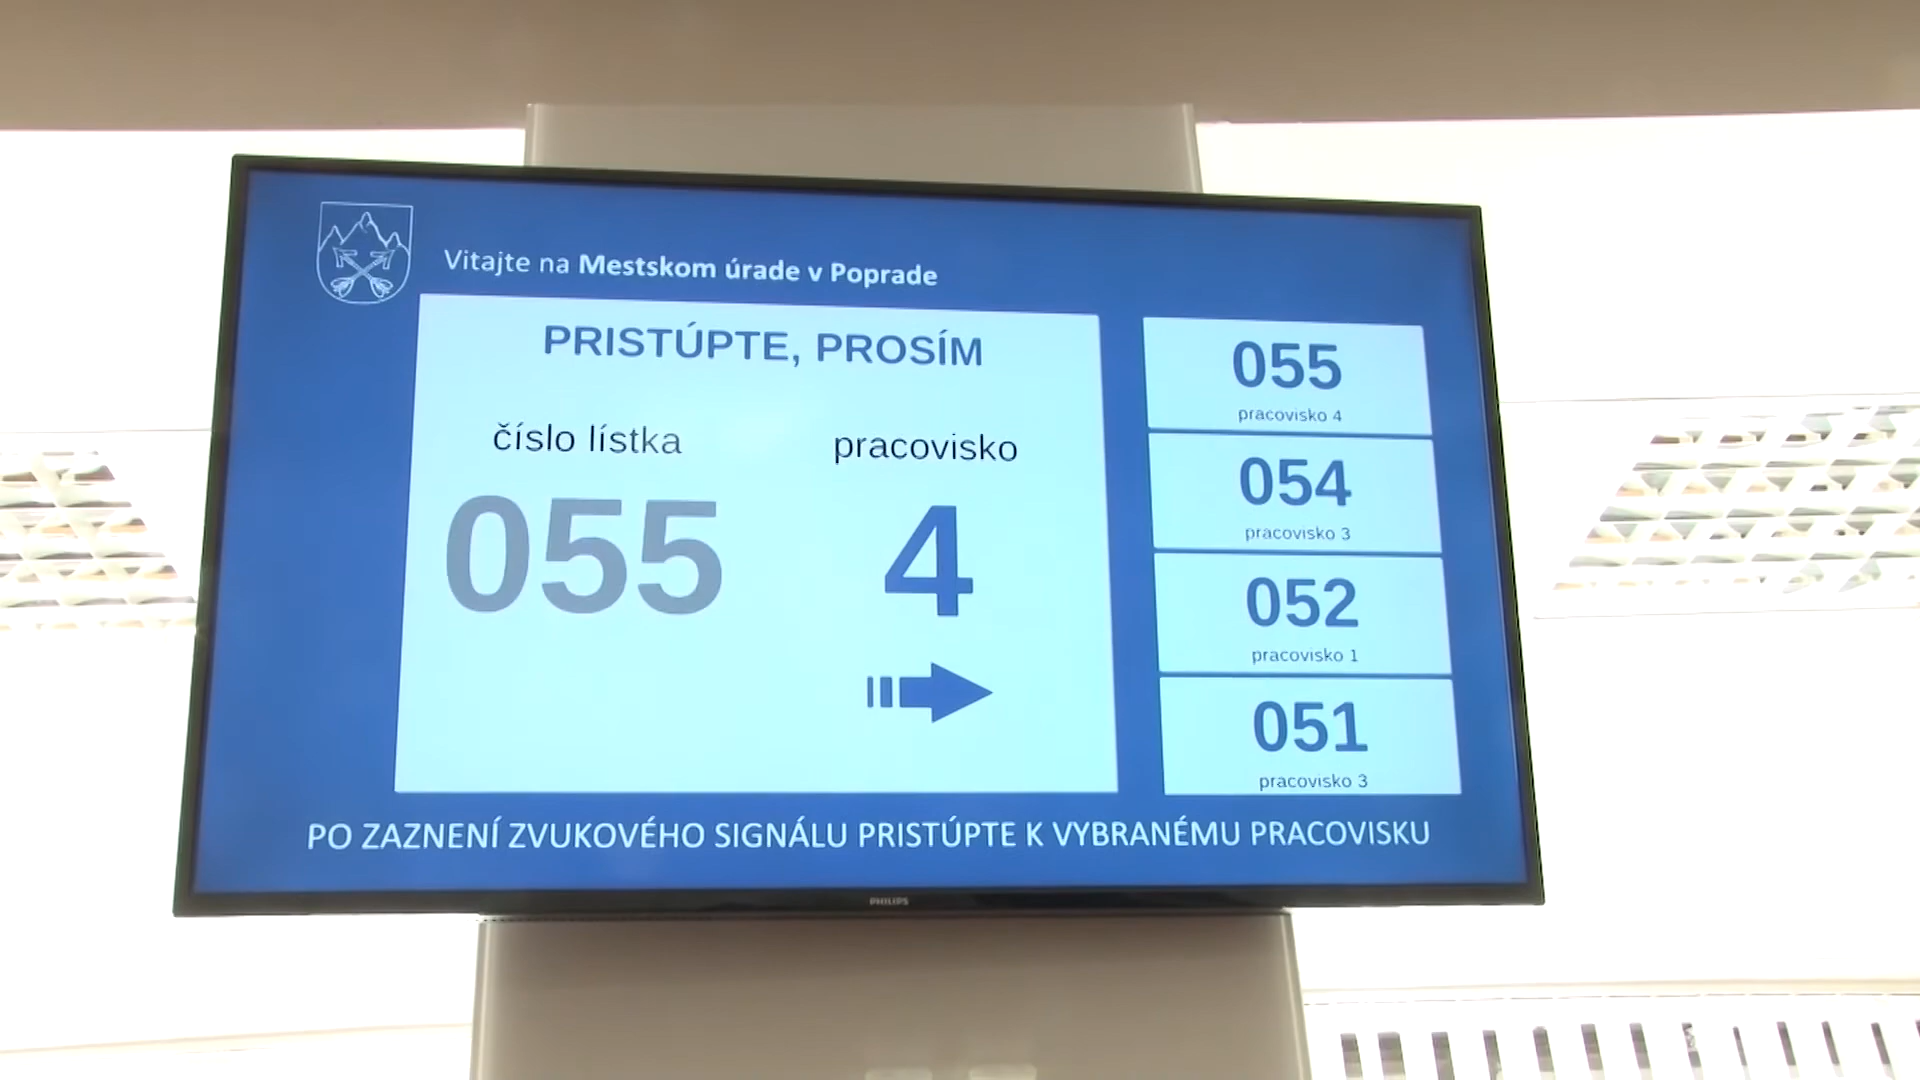 Vitajte na Mestskom úrade v Poprade
PRISTÚPTE, PROSÍM
číslo lístka
pracovisko
055
4
055
pracovisko 4
054
pracovisko 3
052
pracovisko 1
051
pracovisko 3
PO ZAZNENÍ ZVUKOVÉHO SIGNÁLU PRISTÚPTE K VYBRANÉMU PRACOVISKU
PHILIPS